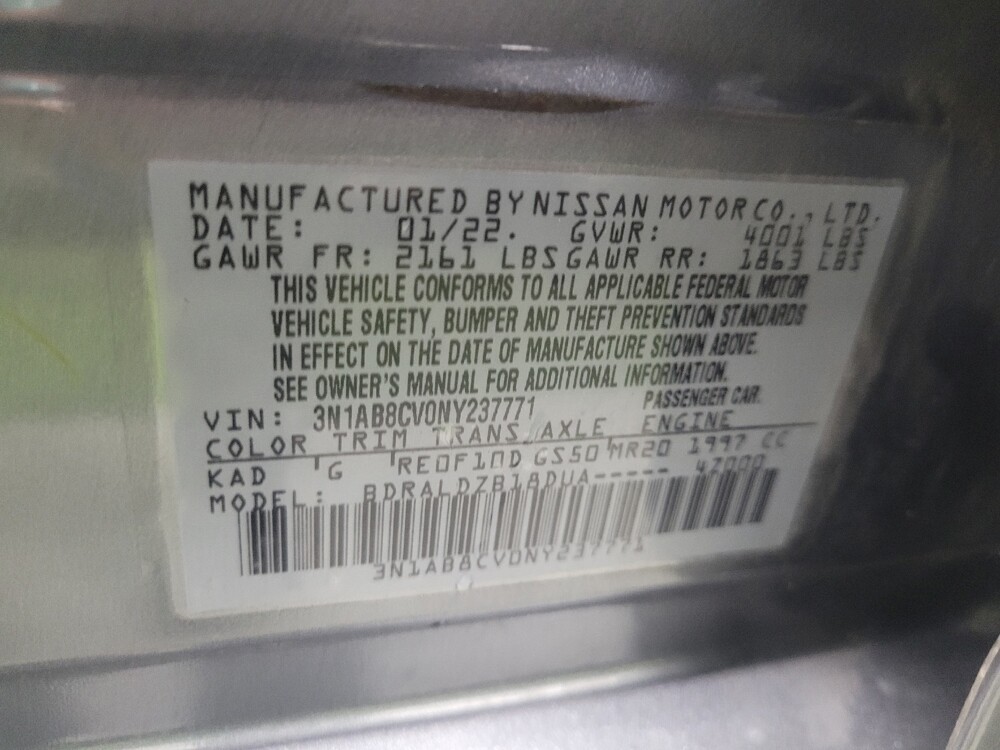 MANUFACTURED BY NISSAN MOTOR CO., LTD.
DATE: 01/22. GVWR: 4001 LBS
GAWR FR: 2161 LBS GAWR RR: 1863 LBS
THIS VEHICLE CONFORMS TO ALL APPLICABLE FEDERAL MOTOR
VEHICLE SAFETY, BUMPER AND THEFT PREVENTION STANDARDS
IN EFFECT ON THE DATE OF MANUFACTURE SHOWN ABOVE.
SEE OWNER'S MANUAL FOR ADDITIONAL INFORMATION.
VIN: 3N1AB8CV0NY237771 PASSENGER CAR.
COLOR TRIM TRANS AXLE ENGINE
KAD G RE0F10D GS50 MR20 1997 CC
MODEL: BDRALDZB18DUA----- 47000
3N1AB8CV0NY237771